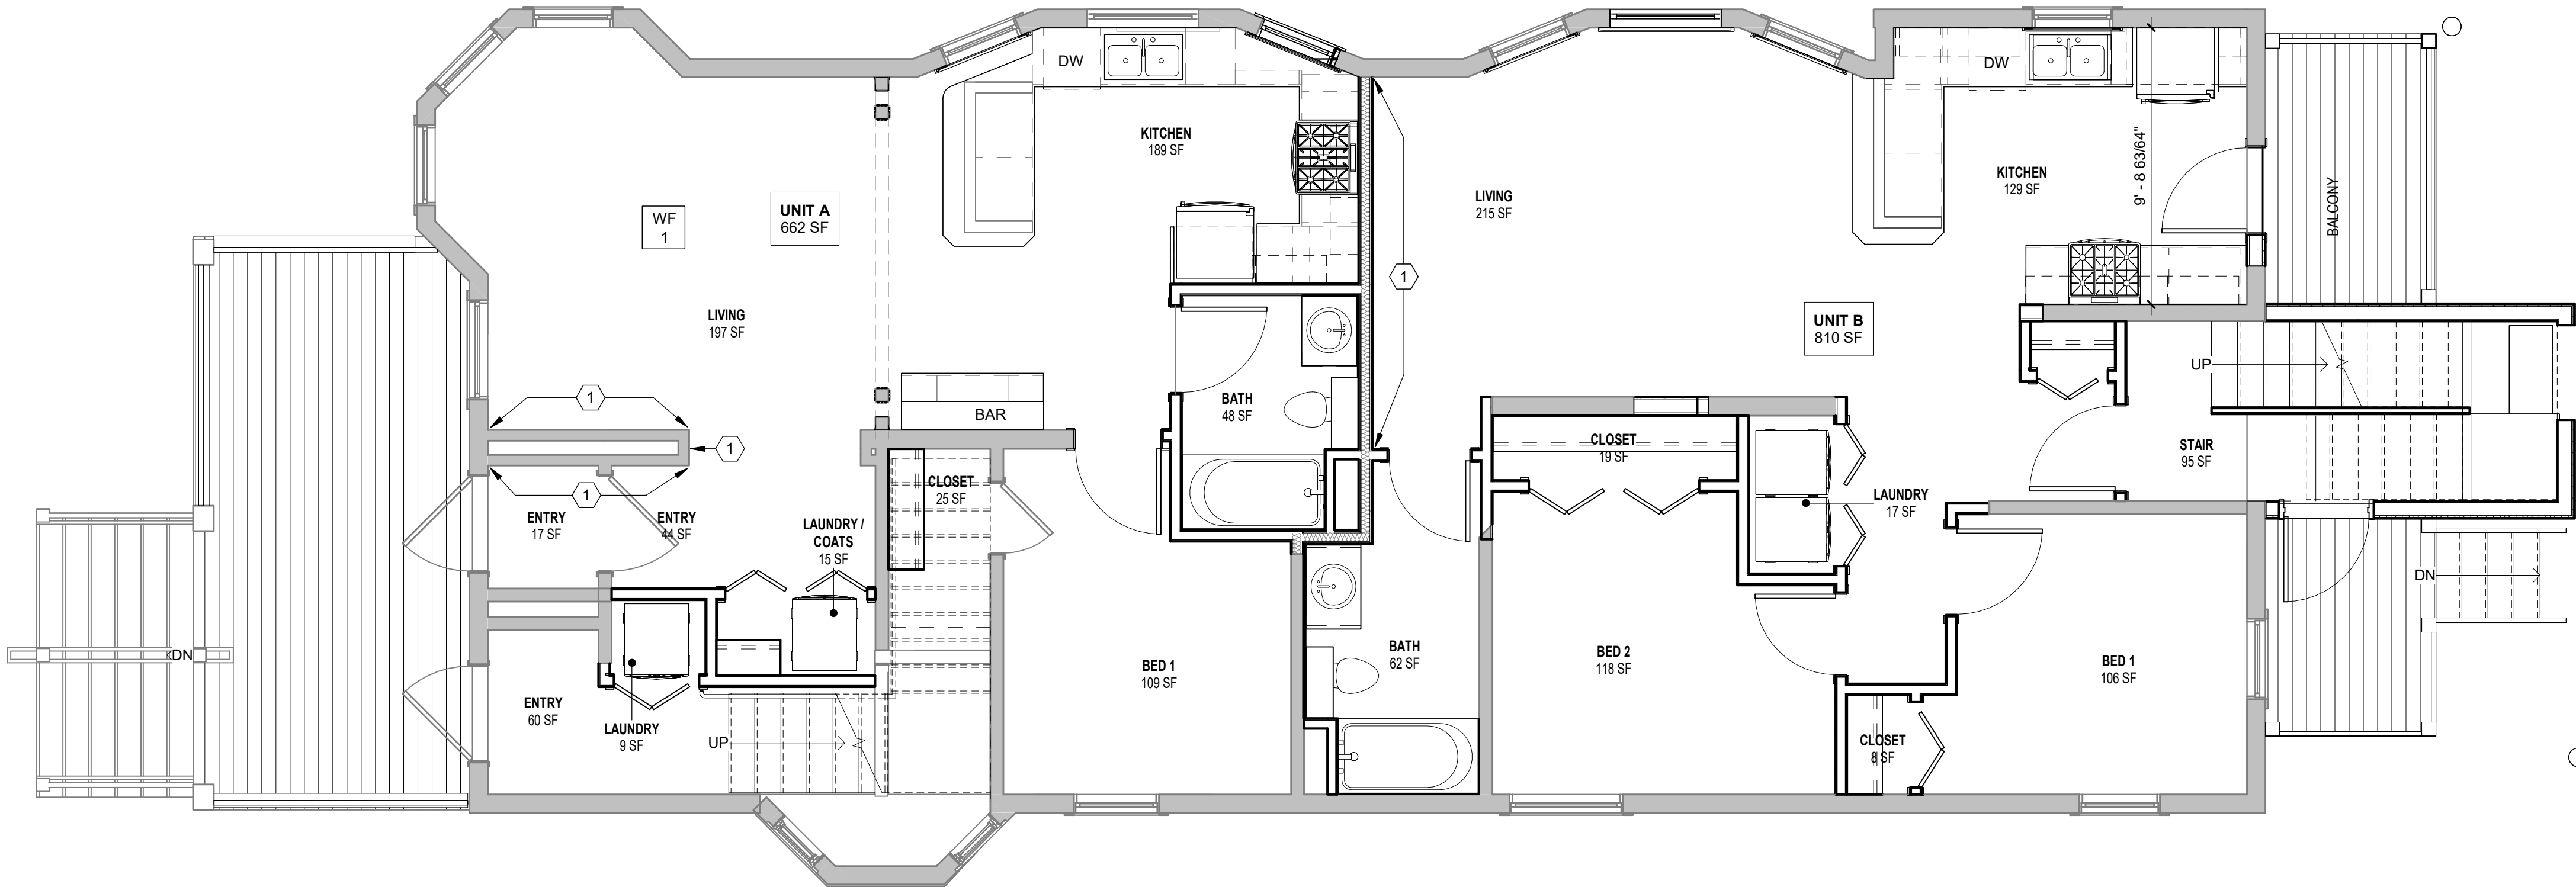 DW
DW
KITCHEN
189 SF
9' - 8 63/64"
KITCHEN
129 SF
BALCONY
LIVING
215 SF
WF
1
UNIT A
662 SF
1
LIVING
197 SF
UNIT B
810 SF
UP
1
BATH
48 SF
BAR
1
CLOSET
19 SF
STAIR
95 SF
CLOSET
25 SF
1
LAUNDRY
17 SF
ENTRY
17 SF
ENTRY
44 SF
LAUNDRY /
COATS
15 SF
DN
DN
BED 1
109 SF
BATH
62 SF
BED 2
118 SF
BED 1
106 SF
ENTRY
60 SF
LAUNDRY
9 SF
UP
CLOSET
8 SF